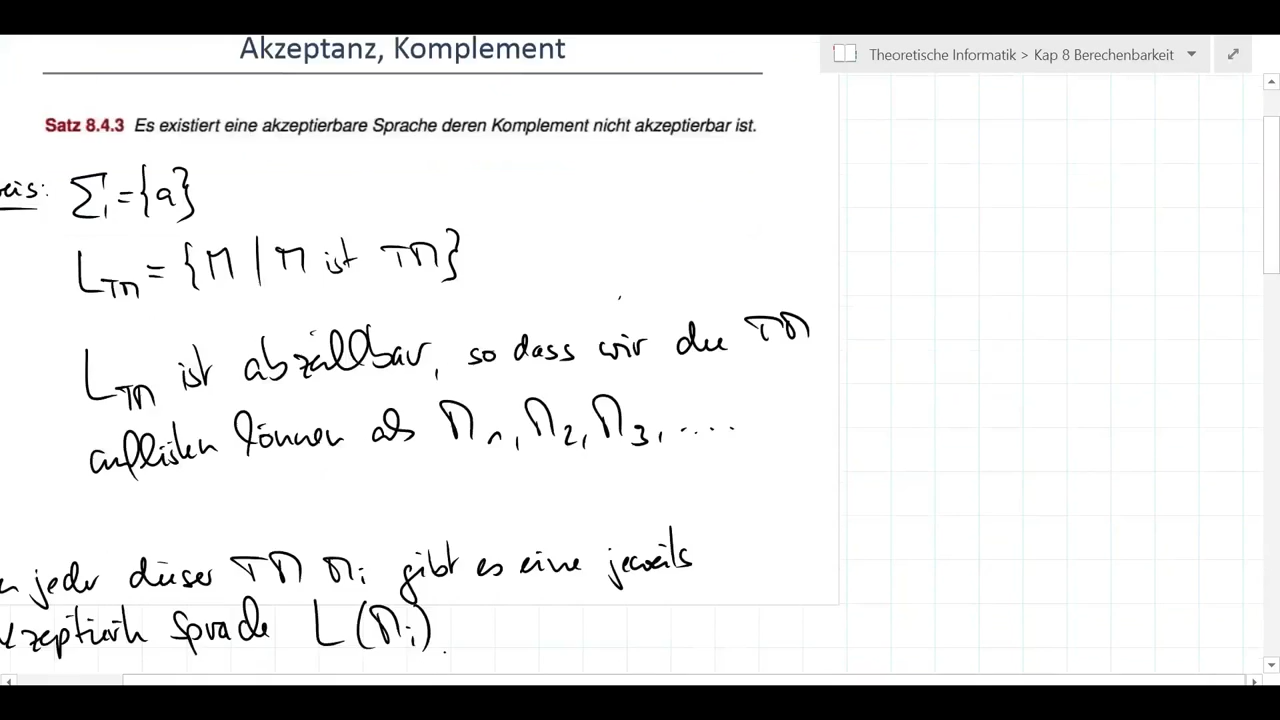 Akzeptanz, Komplement
Theoretische Informatik > Kap 8 Berechenbarkeit
Satz 8.4.3 Es existiert eine akzeptierbare Sprache deren Komplement nicht akzeptierbar ist.
eis: Σ₁={a}
L_TM = {M | M ist TM}
L_TM ist abzählbar, so dass wir die TM
auflisten können als M₁, M₂, M₃, ....
jeder dieser TM Mᵢ gibt es eine jeweils
kzeptierte Sprache L(Mᵢ).